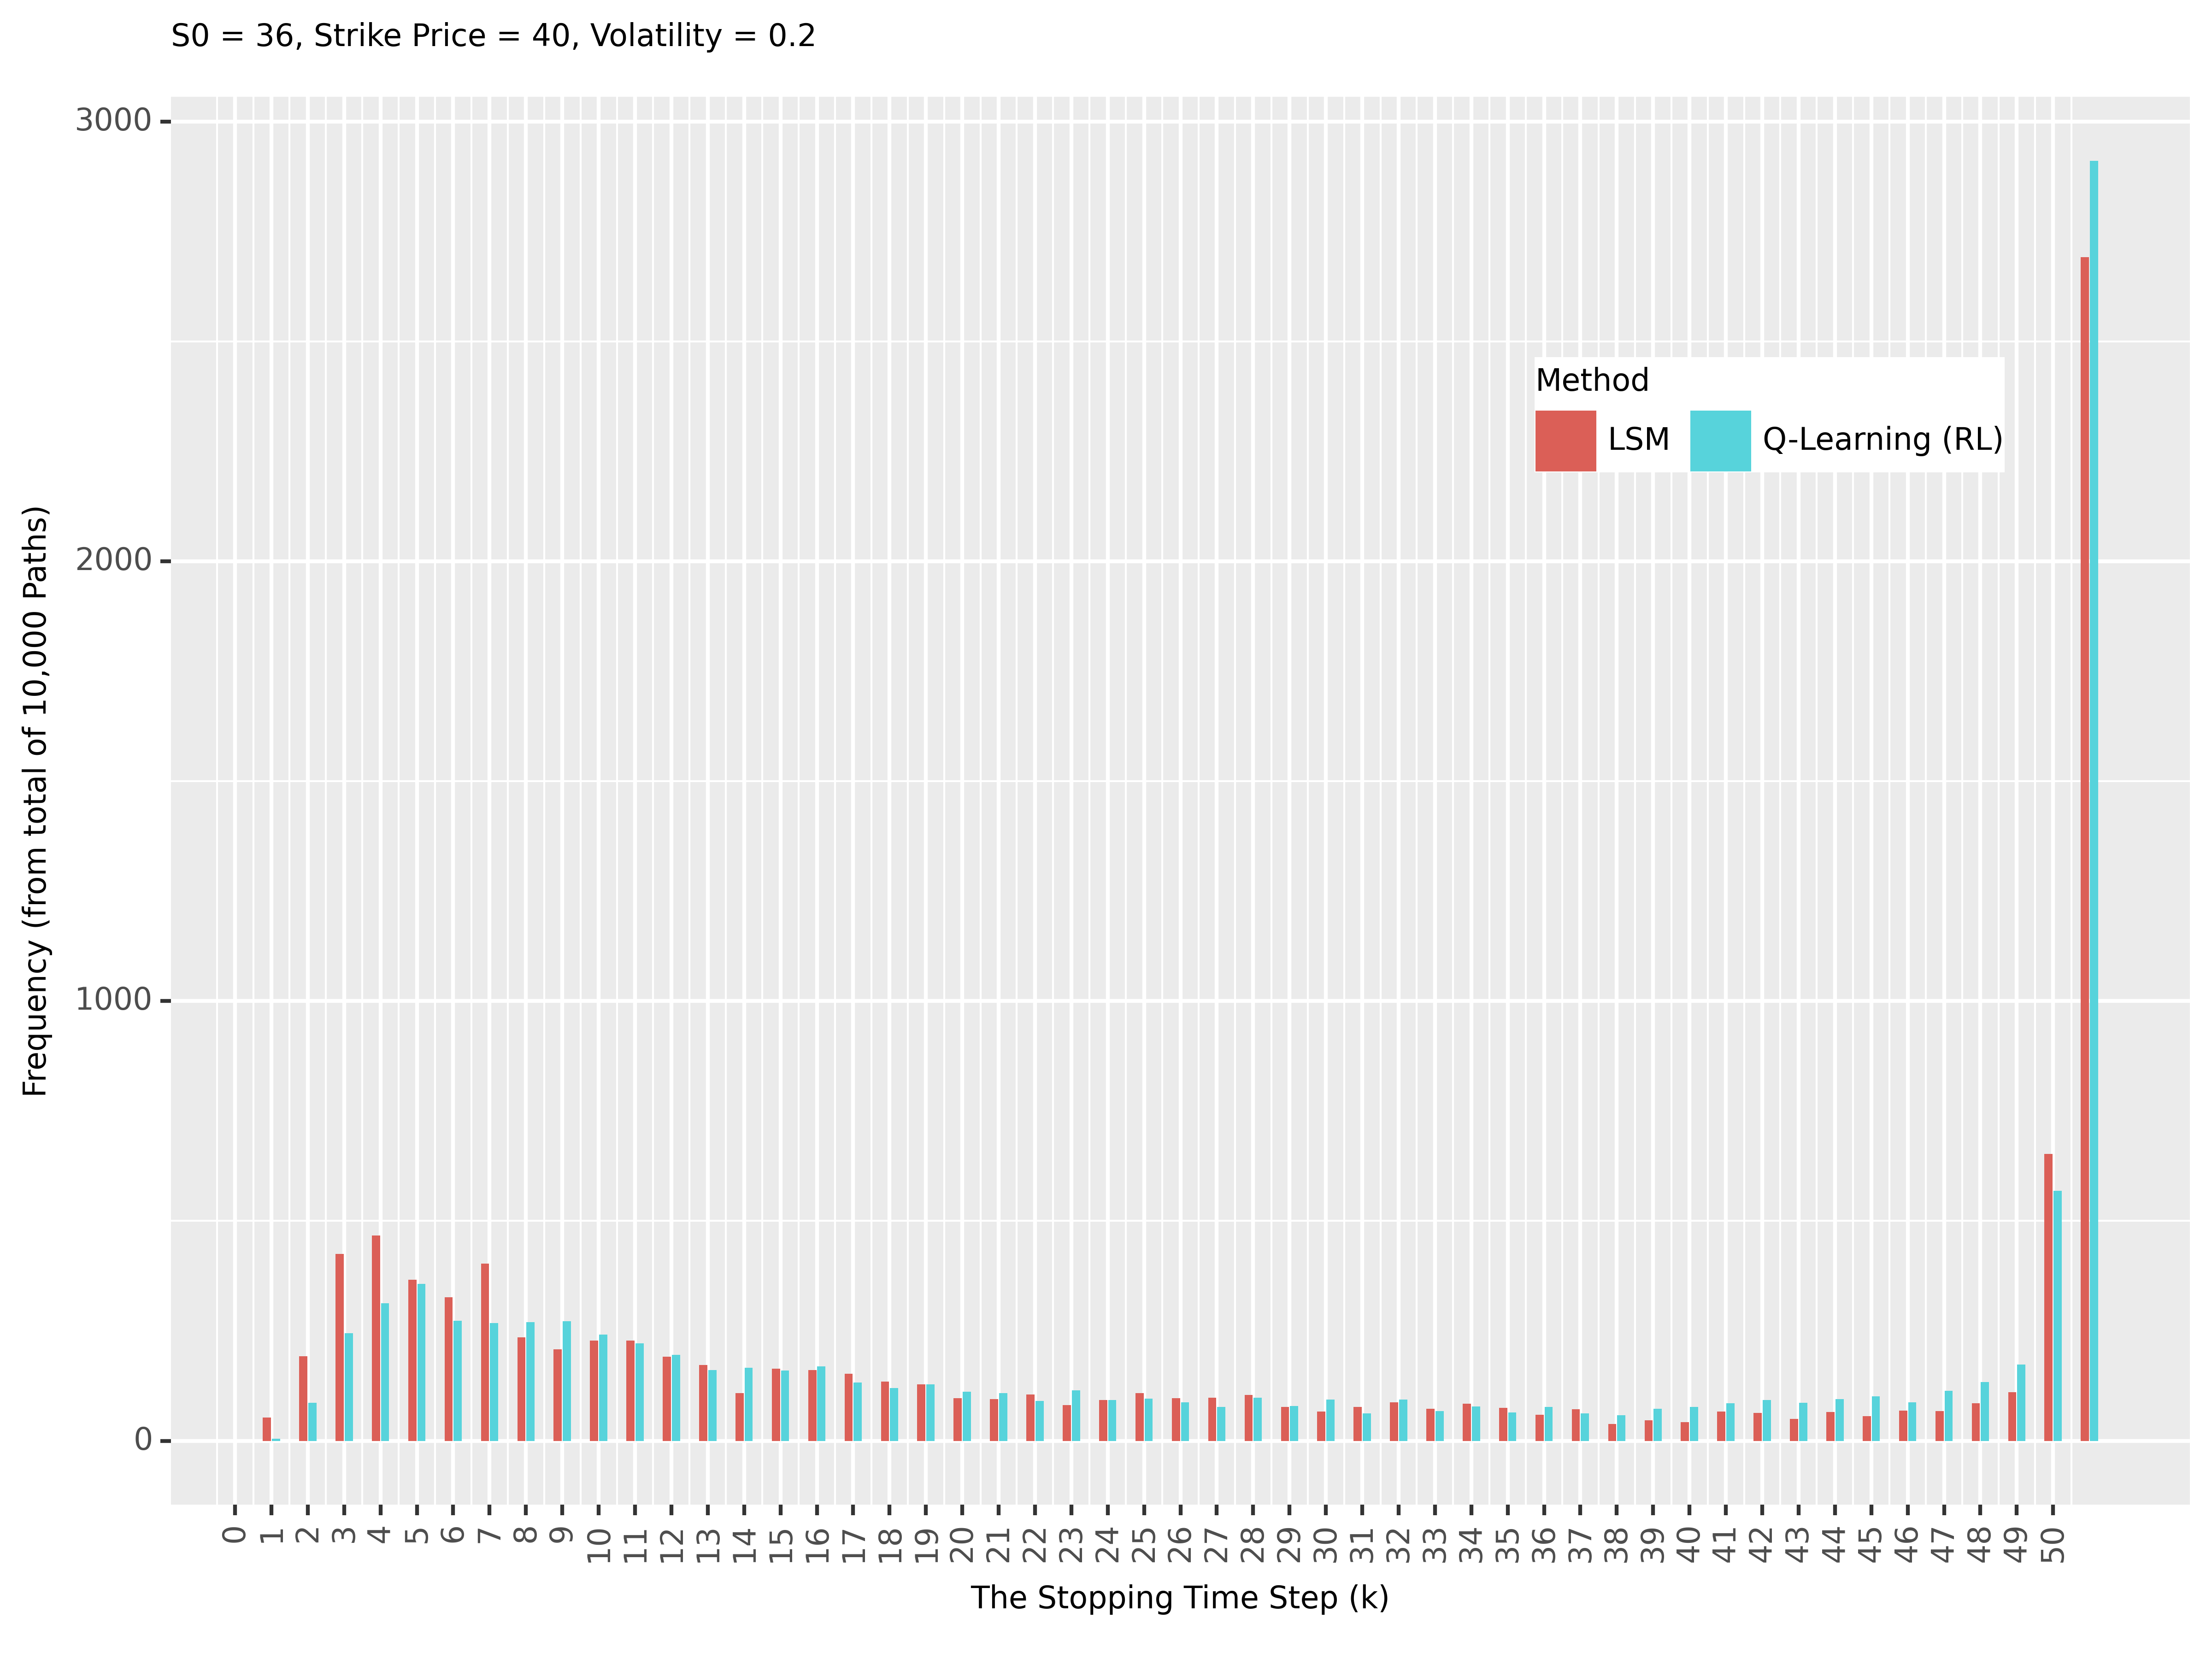 S0 = 36, Strike Price = 40, Volatility = 0.2
3000
2000
1000
0
Frequency (from total of 10,000 Paths)
Method
LSM Q-Learning (RL)
0 1 2 3 4 5 6 7 8 9 10 11 12 13 14 15 16 17 18 19 20 21 22 23 24 25 26 27 28 29 30 31 32 33 34 35 36 37 38 39 40 41 42 43 44 45 46 47 48 49 50
The Stopping Time Step (k)